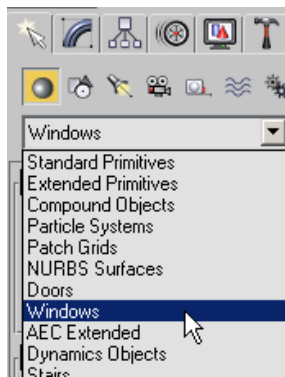 Windows
Standard Primitives
Extended Primitives
Compound Objects
Particle Systems
Patch Grids
NURBS Surfaces
Doors
Windows
AEC Extended
Dynamics Objects
Stairs